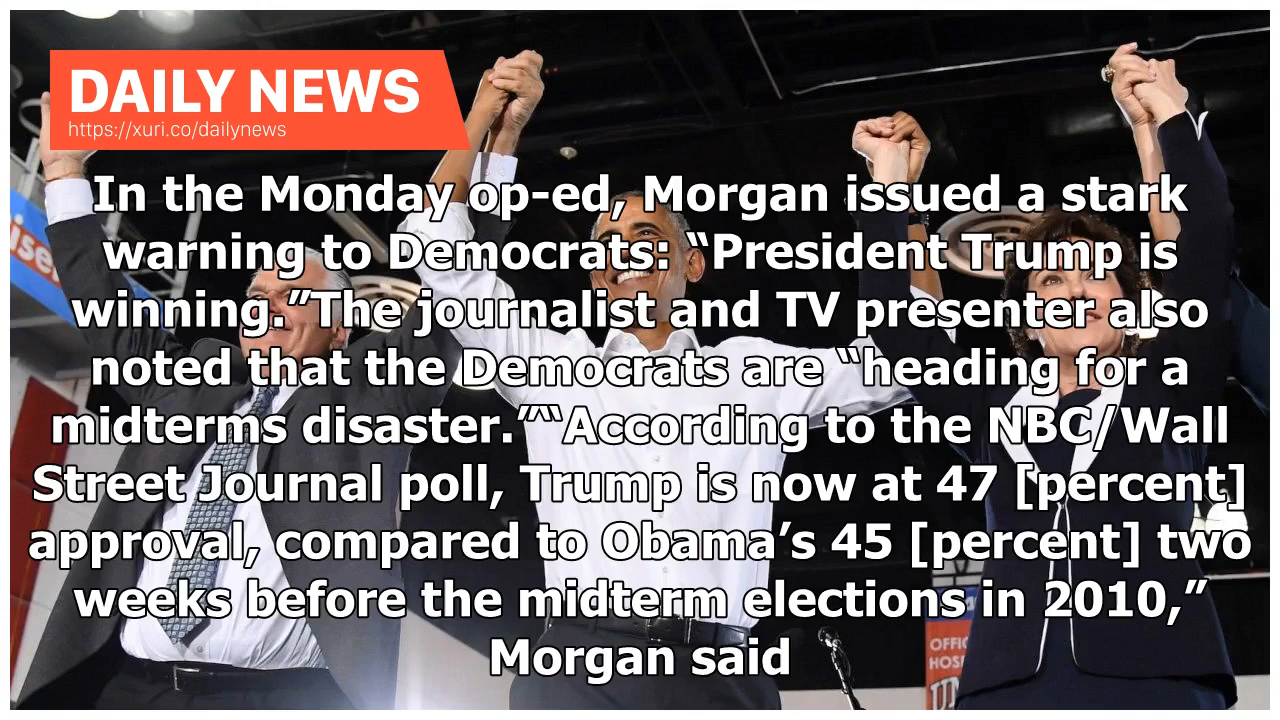 DAILY NEWS
https://xuri.co/dailynews
In the Monday op-ed, Morgan issued a stark
warning to Democrats: “President Trump is
winning.”The journalist and TV presenter also
noted that the Democrats are “heading for a
midterms disaster.”“According to the NBC/Wall
Street Journal poll, Trump is now at 47 [percent]
approval, compared to Obama’s 45 [percent] two
weeks before the midterm elections in 2010,”
Morgan said